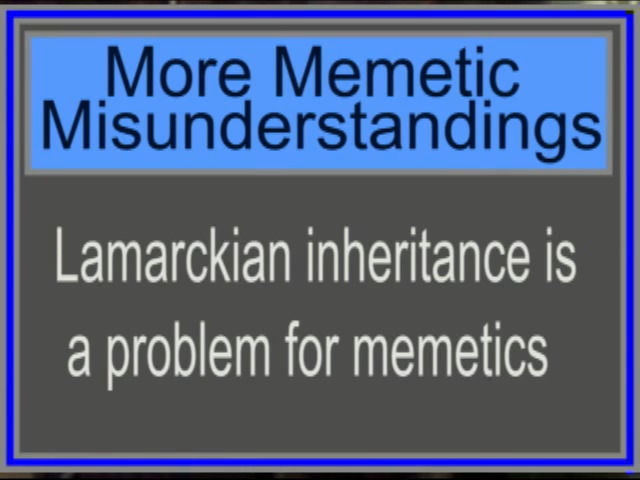 More Memetic
Misunderstandings
Lamarckian inheritance is
a problem for memetics